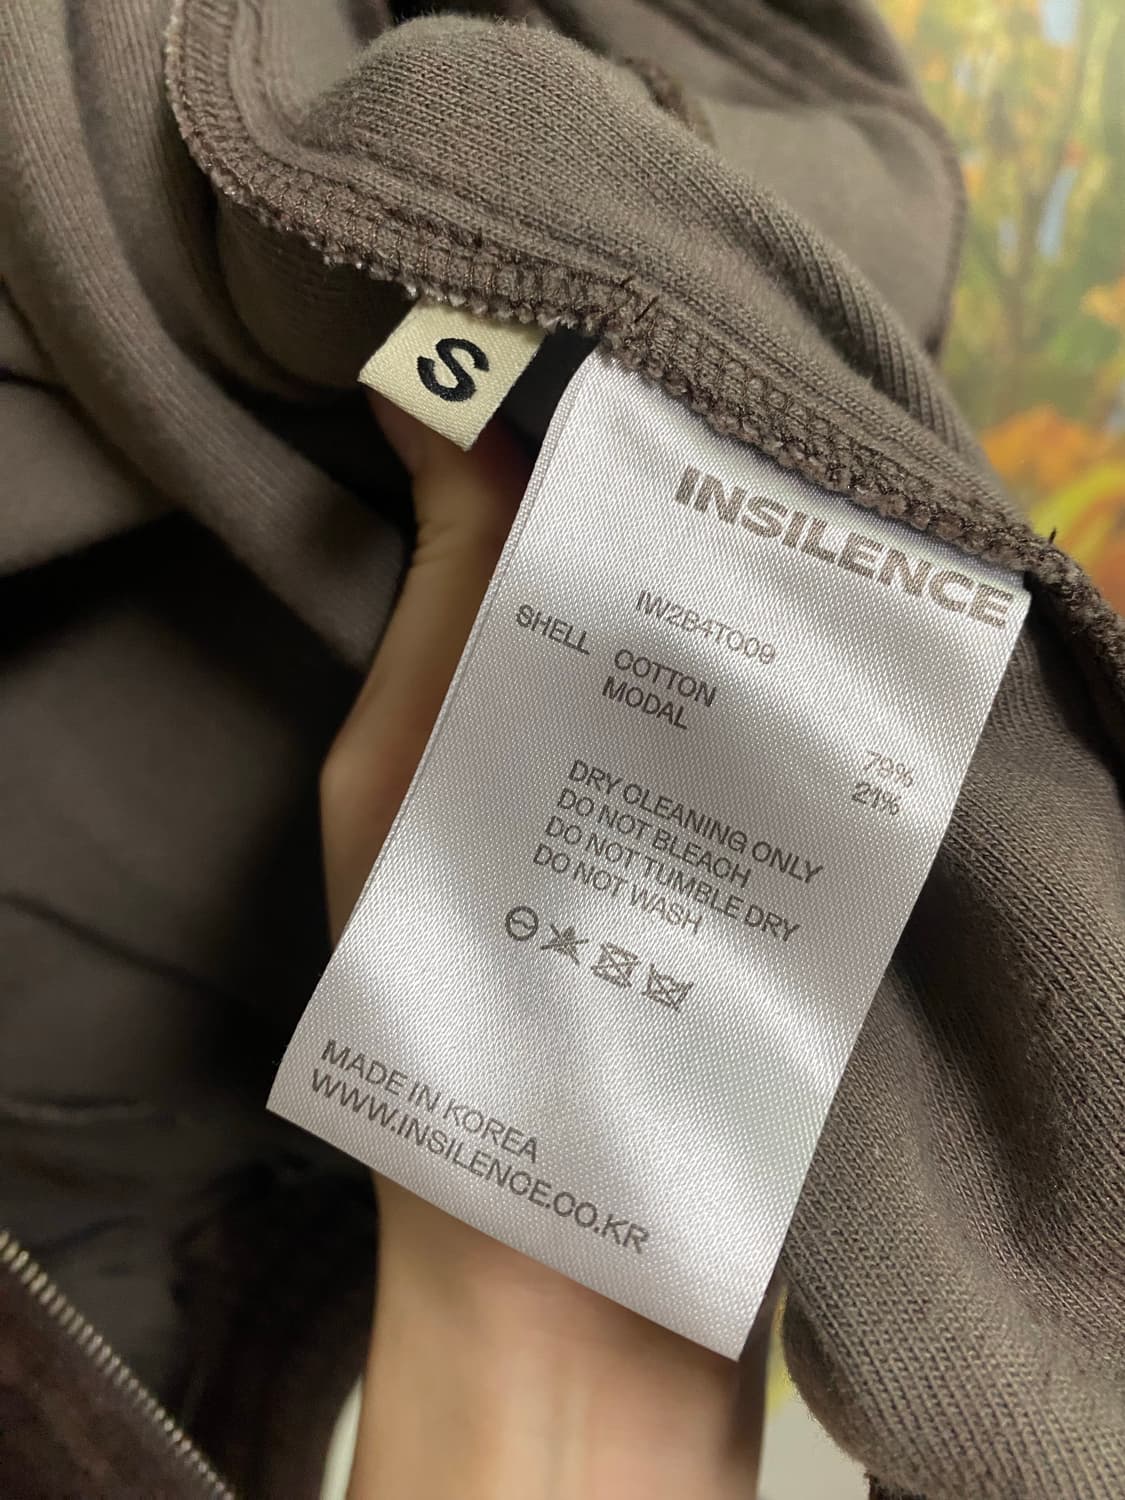 S
INSILENCE
IW2B4TO09
SHELL COTTON 79%
MODAL 21%
DRY CLEANING ONLY
DO NOT BLEACH
DO NOT TUMBLE DRY
DO NOT WASH
MADE IN KOREA
WWW.INSILENCE.CO.KR